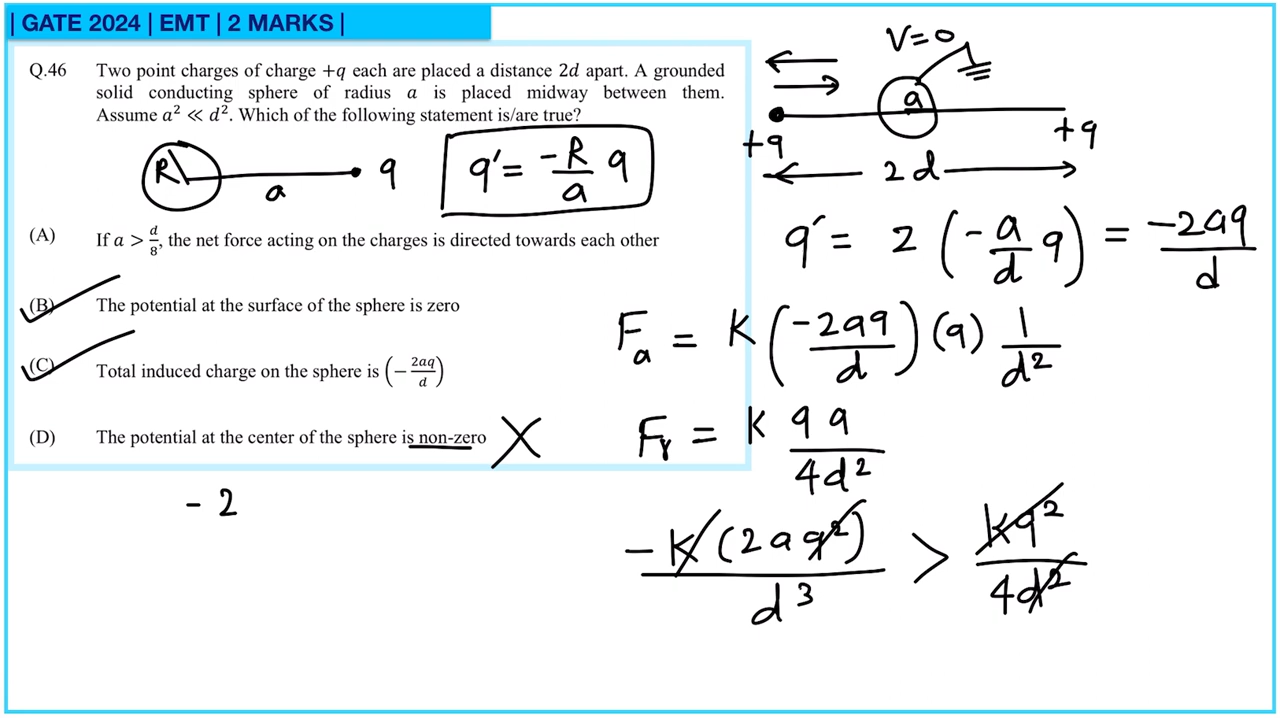 | GATE 2024 | EMT | 2 MARKS |
Q.46 Two point charges of charge +q each are placed a distance 2d apart. A grounded
solid conducting sphere of radius a is placed midway between them.
Assume a² ≪ d². Which of the following statement is/are true?
R a q
q' = -R/a q
(A) If a > d/8, the net force acting on the charges is directed towards each other
(B) The potential at the surface of the sphere is zero
(C) Total induced charge on the sphere is (− 2aq/d)
(D) The potential at the center of the sphere is non-zero
- 2
V=0
a
+q +q
2d
q' = 2 (- a/d q) = -2aq/d
Fa = K (-2aq/d) (q) 1/d²
Fr = K qq/4d²
-K(2aq²)/d³ > kq²/4d²